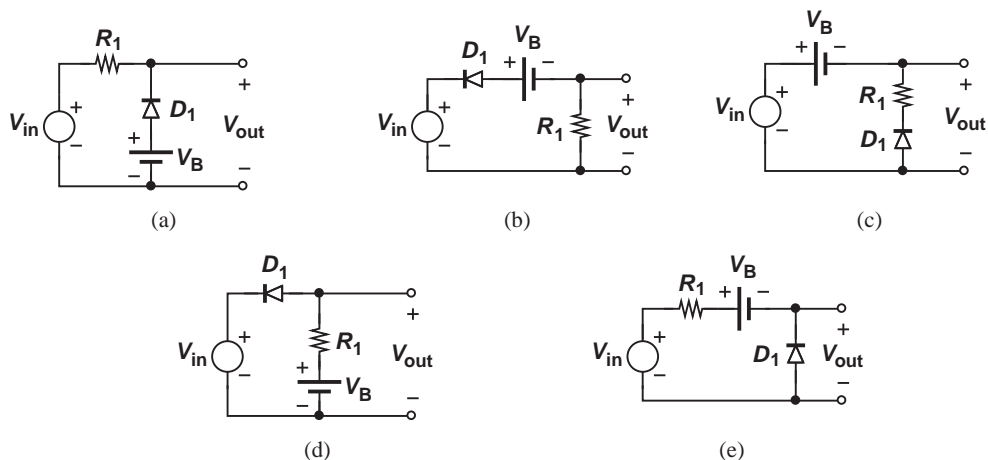 R1
D1
Vin
VB
Vout
+
−
+
−
+
−
(a)
VB
D1
+
−
Vin
+
−
R1
Vout
+
−
(b)
VB
+
−
Vin
+
−
R1
D1
Vout
+
−
(c)
D1
Vin
+
−
R1
+
−
VB
Vout
+
−
(d)
VB
R1
+
−
Vin
+
−
D1
Vout
+
−
(e)